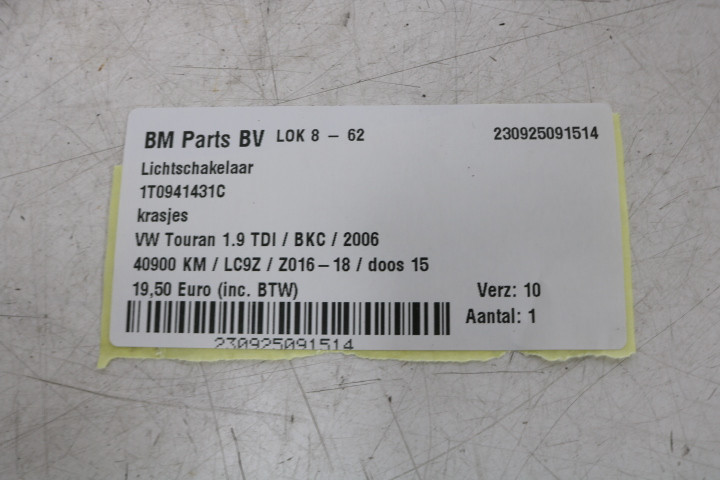 BM Parts BV LOK 8 - 62 230925091514
Lichtschakelaar
1T0941431C
krasjes
VW Touran 1.9 TDI / BKC / 2006
40900 KM / LC9Z / Z016-18 / doos 15
19,50 Euro (inc. BTW) Verz: 10
Aantal: 1
230925091514